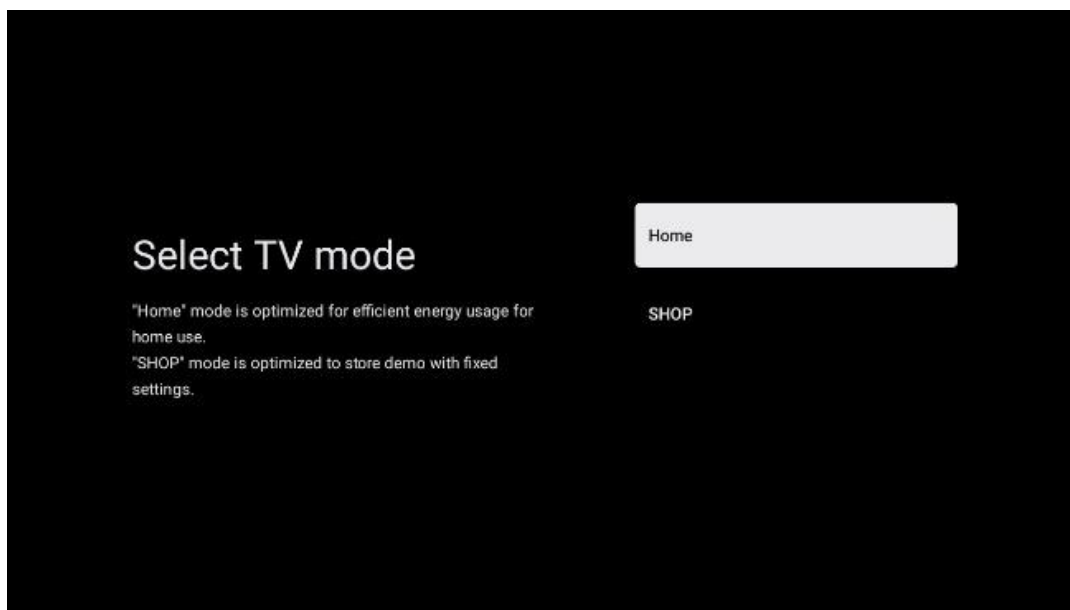 Select TV mode
"Home" mode is optimized for efficient energy usage for
home use.
"SHOP" mode is optimized to store demo with fixed
settings.
Home
SHOP